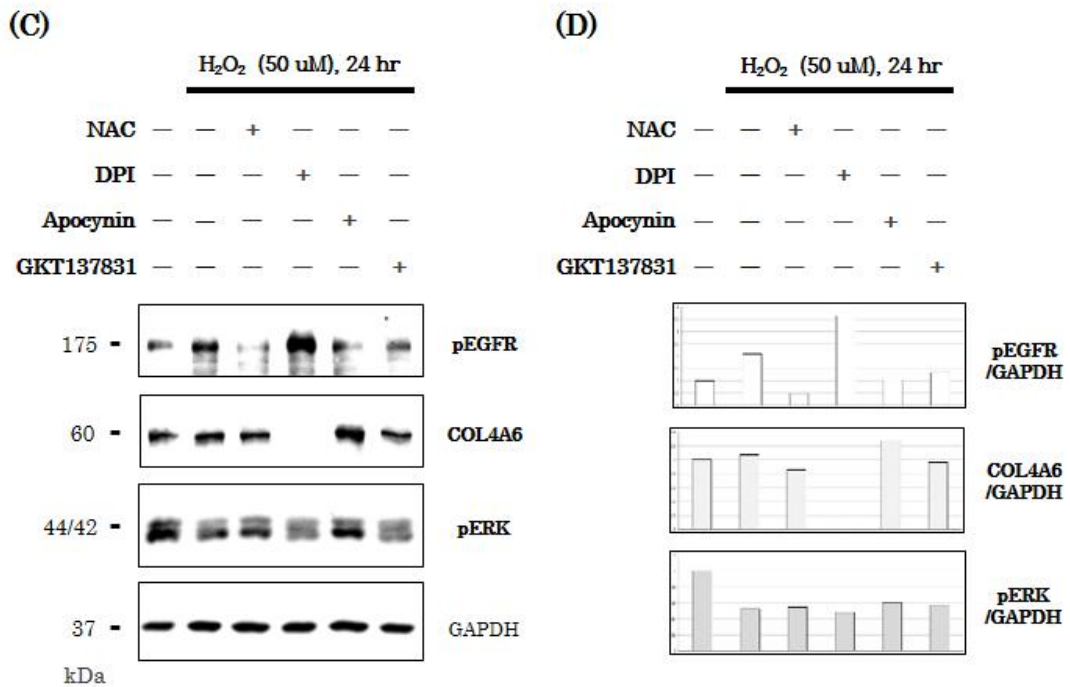 (C)
H₂O₂ (50 uM), 24 hr
NAC — — + — — —
DPI — — — + — —
Apocynin — — — — + —
GKT137831 — — — — — +
175 - pEGFR
60 - COL4A6
44/42 - pERK
37 - GAPDH
kDa
(D)
H₂O₂ (50 uM), 24 hr
NAC — — + — — —
DPI — — — + — —
Apocynin — — — — + —
GKT137831 — — — — — +
pEGFR
/GAPDH
COL4A6
/GAPDH
pERK
/GAPDH